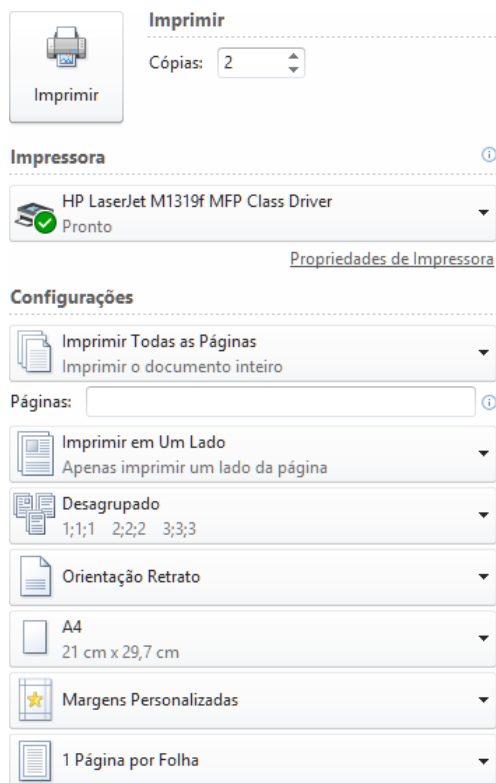 Imprimir
Imprimir
Cópias: 2
Impressora
HP LaserJet M1319f MFP Class Driver
Pronto
Propriedades de Impressora
Configurações
Imprimir Todas as Páginas
Imprimir o documento inteiro
Páginas:
Imprimir em Um Lado
Apenas imprimir um lado da página
Desagrupado
1;1;1 2;2;2 3;3;3
Orientação Retrato
A4
21 cm x 29,7 cm
Margens Personalizadas
1 Página por Folha